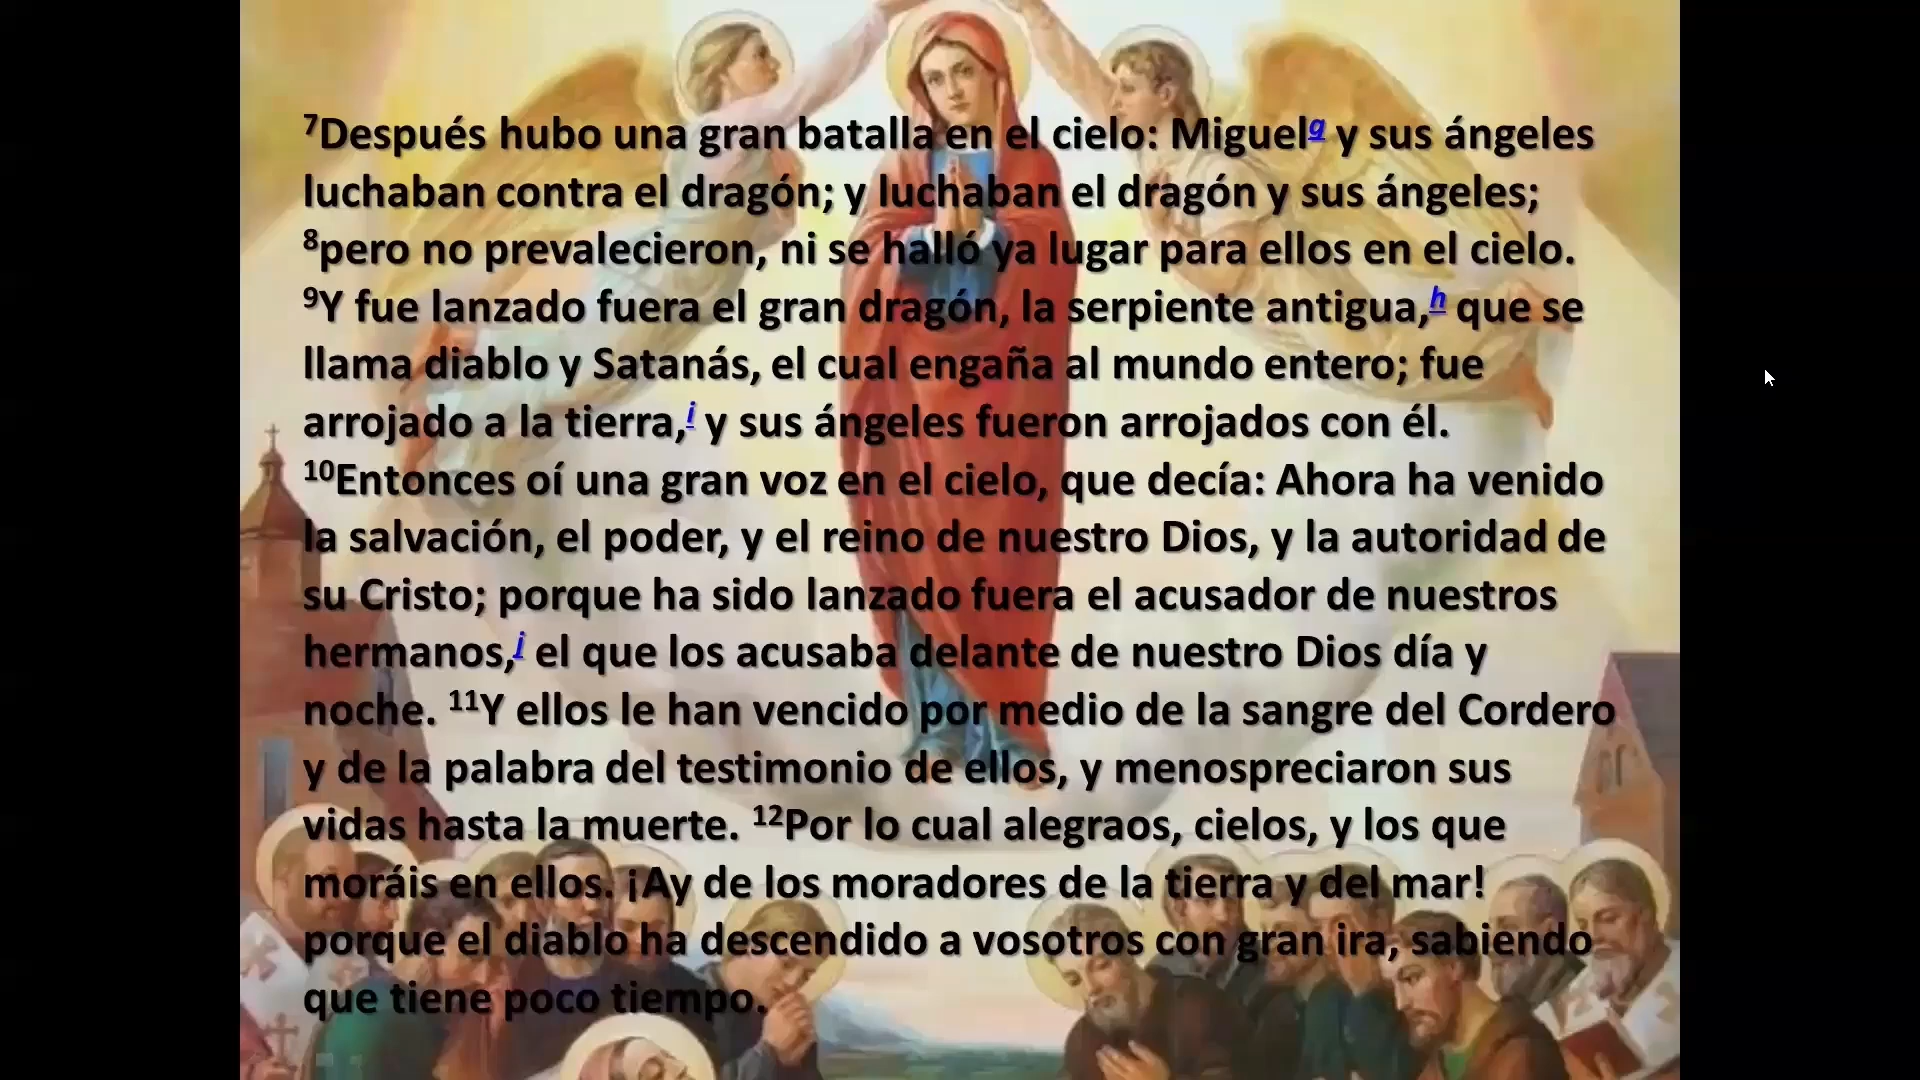 ⁷Después hubo una gran batalla en el cielo: Miguelg y sus ángeles
luchaban contra el dragón; y luchaban el dragón y sus ángeles;
⁸pero no prevalecieron, ni se halló ya lugar para ellos en el cielo.
⁹Y fue lanzado fuera el gran dragón, la serpiente antigua,h que se
llama diablo y Satanás, el cual engaña al mundo entero; fue
arrojado a la tierra,i y sus ángeles fueron arrojados con él.
¹⁰Entonces oí una gran voz en el cielo, que decía: Ahora ha venido
la salvación, el poder, y el reino de nuestro Dios, y la autoridad de
su Cristo; porque ha sido lanzado fuera el acusador de nuestros
hermanos,j el que los acusaba delante de nuestro Dios día y
noche. ¹¹Y ellos le han vencido por medio de la sangre del Cordero
y de la palabra del testimonio de ellos, y menospreciaron sus
vidas hasta la muerte. ¹²Por lo cual alegraos, cielos, y los que
moráis en ellos. ¡Ay de los moradores de la tierra y del mar!
porque el diablo ha descendido a vosotros con gran ira, sabiendo
que tiene poco tiempo.